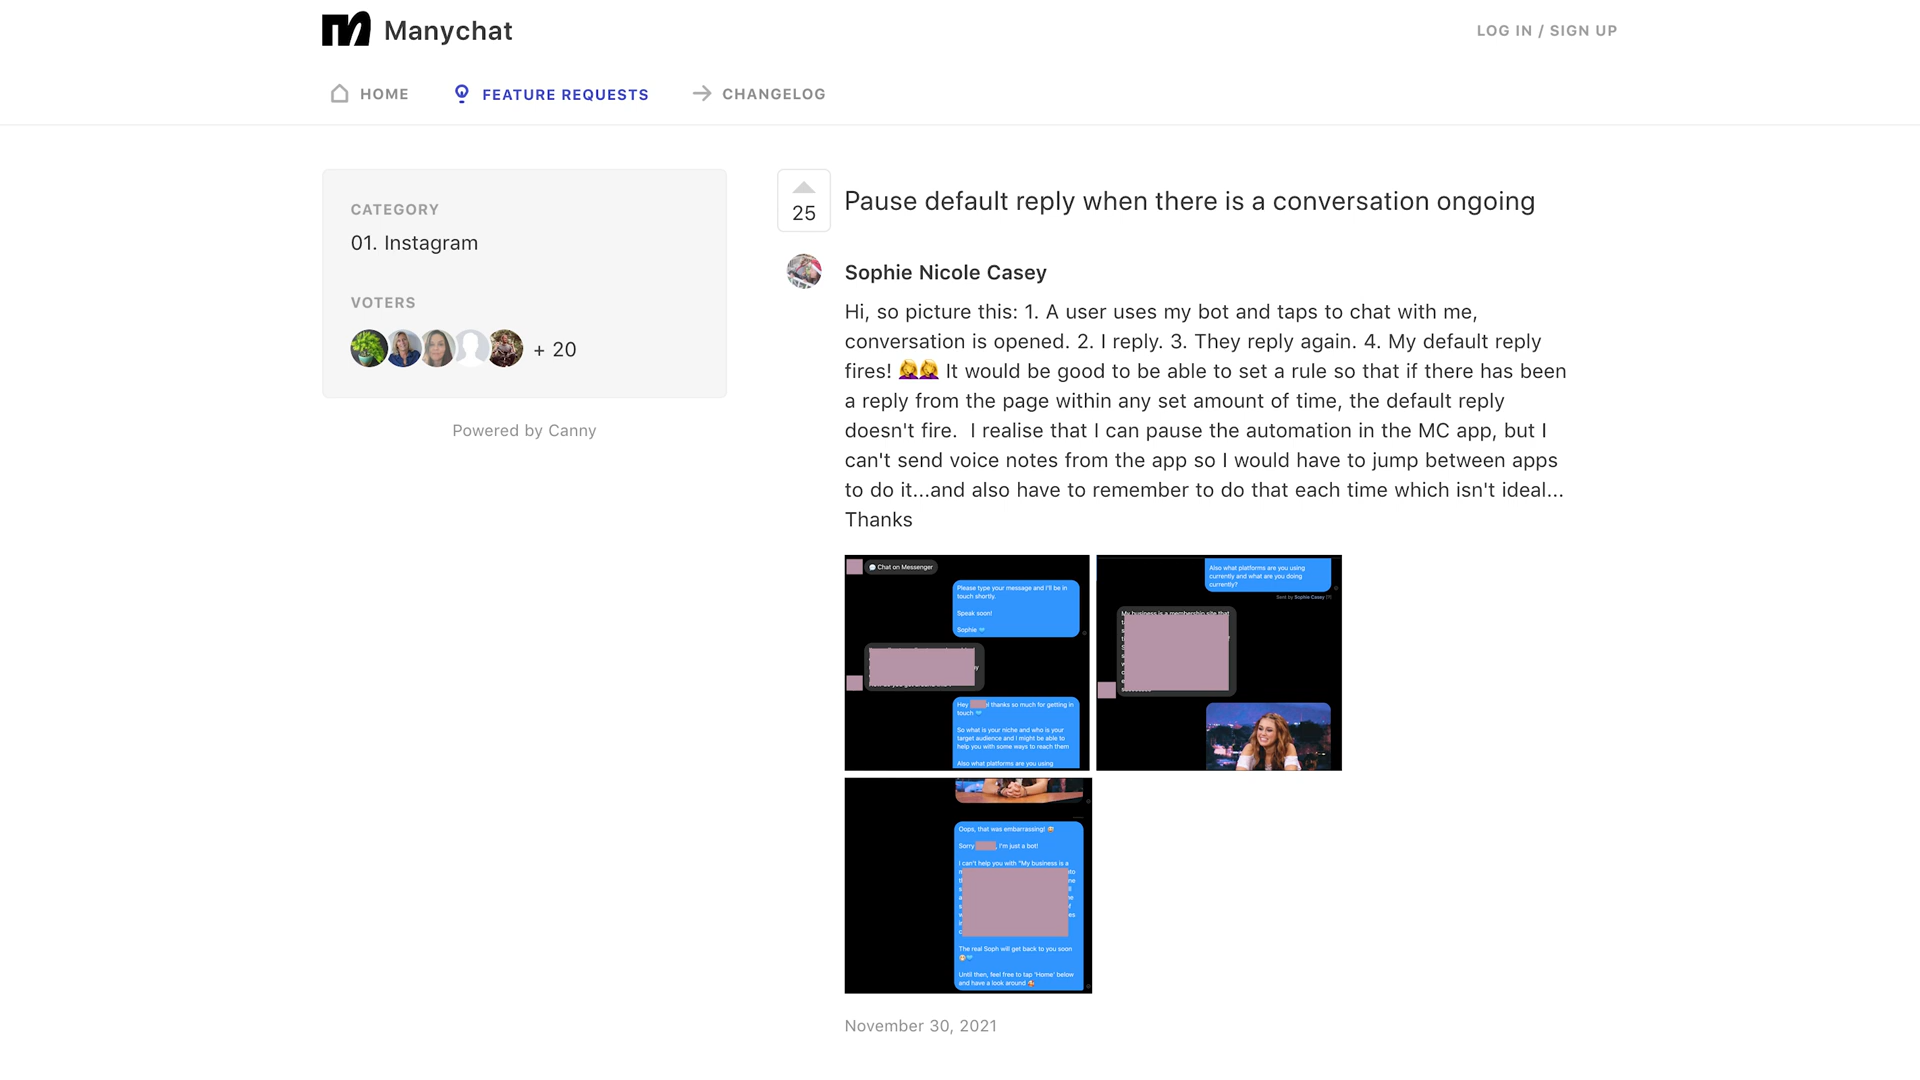 Manychat
LOG IN / SIGN UP
HOME
FEATURE REQUESTS
CHANGELOG
CATEGORY
01. Instagram
VOTERS
+ 20
Powered by Canny
25
Pause default reply when there is a conversation ongoing
Sophie Nicole Casey
Hi, so picture this: 1. A user uses my bot and taps to chat with me,
conversation is opened. 2. I reply. 3. They reply again. 4. My default reply
fires! 🤦‍♀️🤦‍♀️ It would be good to be able to set a rule so that if there has been
a reply from the page within any set amount of time, the default reply
doesn't fire.  I realise that I can pause the automation in the MC app, but I
can't send voice notes from the app so I would have to jump between apps
to do it...and also have to remember to do that each time which isn't ideal...
Thanks
Chat on Messenger
Please type your message and I'll be in
touch shortly.
Speak soon!
Sophie
Hey thanks so much for getting in
touch
So what is your niche and who is your
target audience and I might be able to
help you with some ways to reach them
Also what platforms are you using
Also what platforms are you using
currently and what are you doing
currently?
Sent by Sophie Casey
My business is a membership site that
Oops, that was embarrassing!
Sorry , I'm just a bot!
I can't help you with "My business is a
The real Soph will get back to you soon
Until then, feel free to tap 'Home' below
and have a look around
November 30, 2021